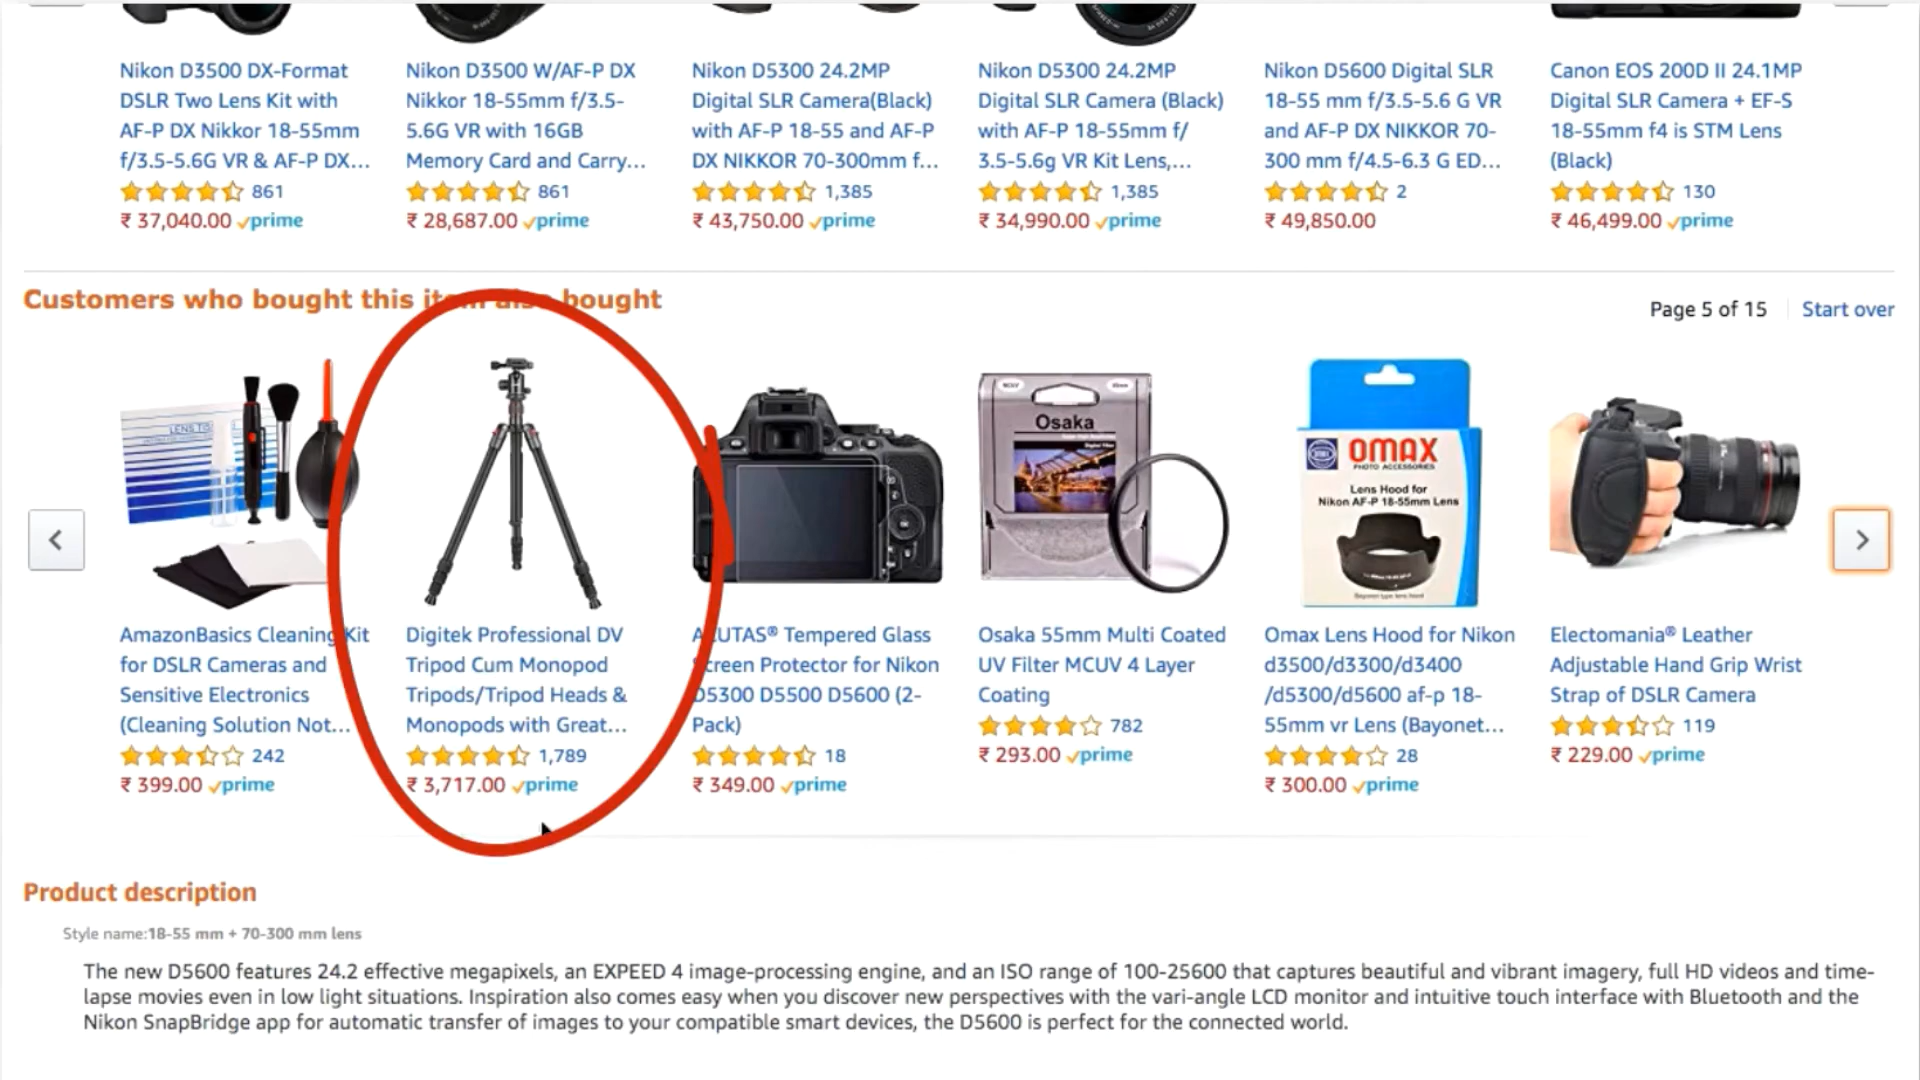 Nikon D3500 DX-Format
DSLR Two Lens Kit with
AF-P DX Nikkor 18-55mm
f/3.5-5.6G VR & AF-P DX...
861
₹ 37,040.00 prime
Nikon D3500 W/AF-P DX
Nikkor 18-55mm f/3.5-
5.6G VR with 16GB
Memory Card and Carry...
861
₹ 28,687.00 prime
Nikon D5300 24.2MP
Digital SLR Camera(Black)
with AF-P 18-55 and AF-P
DX NIKKOR 70-300mm f...
1,385
₹ 43,750.00 prime
Nikon D5300 24.2MP
Digital SLR Camera (Black)
with AF-P 18-55mm f/
3.5-5.6g VR Kit Lens,...
1,385
₹ 34,990.00 prime
Nikon D5600 Digital SLR
18-55 mm f/3.5-5.6 G VR
and AF-P DX NIKKOR 70-
300 mm f/4.5-6.3 G ED...
2
₹ 49,850.00
Canon EOS 200D II 24.1MP
Digital SLR Camera + EF-S
18-55mm f4 is STM Lens
(Black)
130
₹ 46,499.00 prime
Customers who bought this item also bought
Page 5 of 15
Start over
AmazonBasics Cleaning Kit
for DSLR Cameras and
Sensitive Electronics
(Cleaning Solution Not...
242
₹ 399.00 prime
Digitek Professional DV
Tripod Cum Monopod
Tripods/Tripod Heads &
Monopods with Great...
1,789
₹ 3,717.00 prime
ACUTAS® Tempered Glass
Screen Protector for Nikon
D5300 D5500 D5600 (2-
Pack)
18
₹ 349.00 prime
Osaka
Osaka 55mm Multi Coated
UV Filter MCUV 4 Layer
Coating
782
₹ 293.00 prime
OMAX
PHOTO ACCESSORIES
Lens Hood for
Nikon AF-P 18-55mm Lens
Omax Lens Hood for Nikon
d3500/d3300/d3400
/d5300/d5600 af-p 18-
55mm vr Lens (Bayonet...
28
₹ 300.00 prime
Electomania® Leather
Adjustable Hand Grip Wrist
Strap of DSLR Camera
119
₹ 229.00 prime
Product description
Style name:18-55 mm + 70-300 mm lens
The new D5600 features 24.2 effective megapixels, an EXPEED 4 image-processing engine, and an ISO range of 100-25600 that captures beautiful and vibrant imagery, full HD videos and time-
lapse movies even in low light situations. Inspiration also comes easy when you discover new perspectives with the vari-angle LCD monitor and intuitive touch interface with Bluetooth and the
Nikon SnapBridge app for automatic transfer of images to your compatible smart devices, the D5600 is perfect for the connected world.